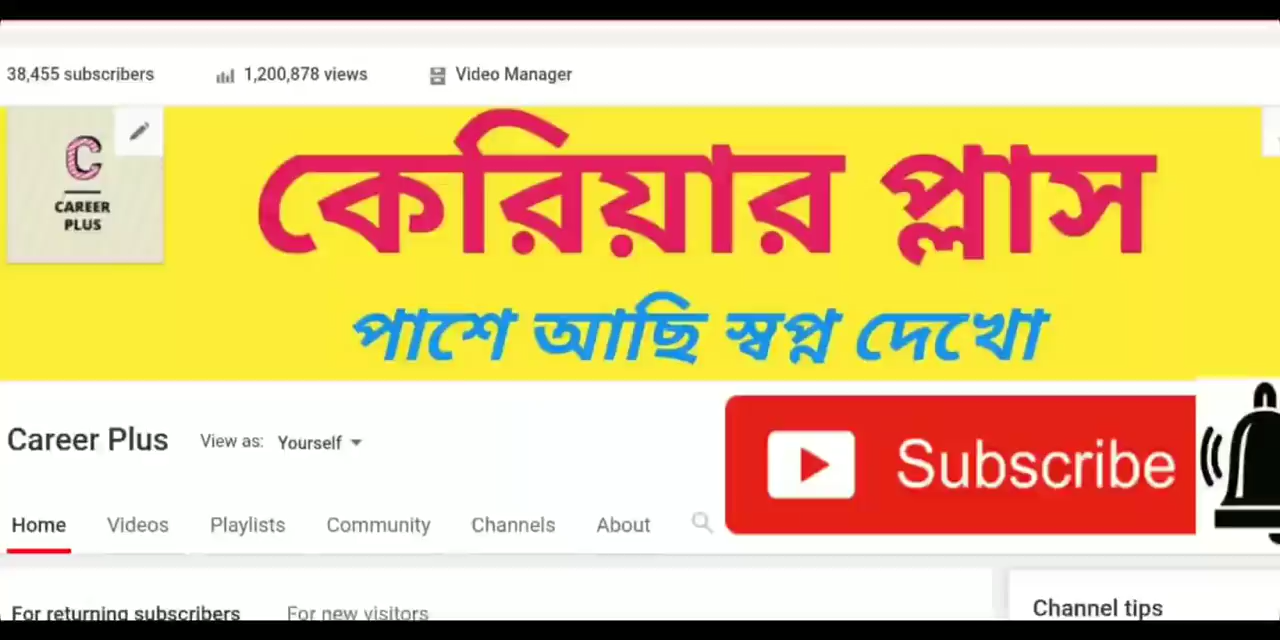 38,455 subscribers 1,200,878 views Video Manager
C
CAREER
PLUS
কেরিয়ার প্লাস
পাশে আছি স্বপ্ন দেখো
Career Plus View as: Yourself
Subscribe
Home Videos Playlists Community Channels About
For returning subscribers For new visitors
Channel tips